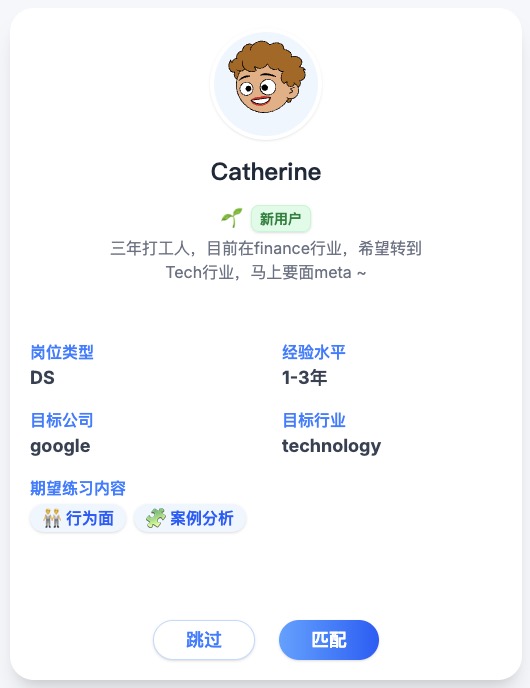 Catherine
新用户
三年打工人，目前在finance行业，希望转到
Tech行业，马上要面meta ~
岗位类型
DS
经验水平
1-3年
目标公司
google
目标行业
technology
期望练习内容
行为面
案例分析
跳过
匹配